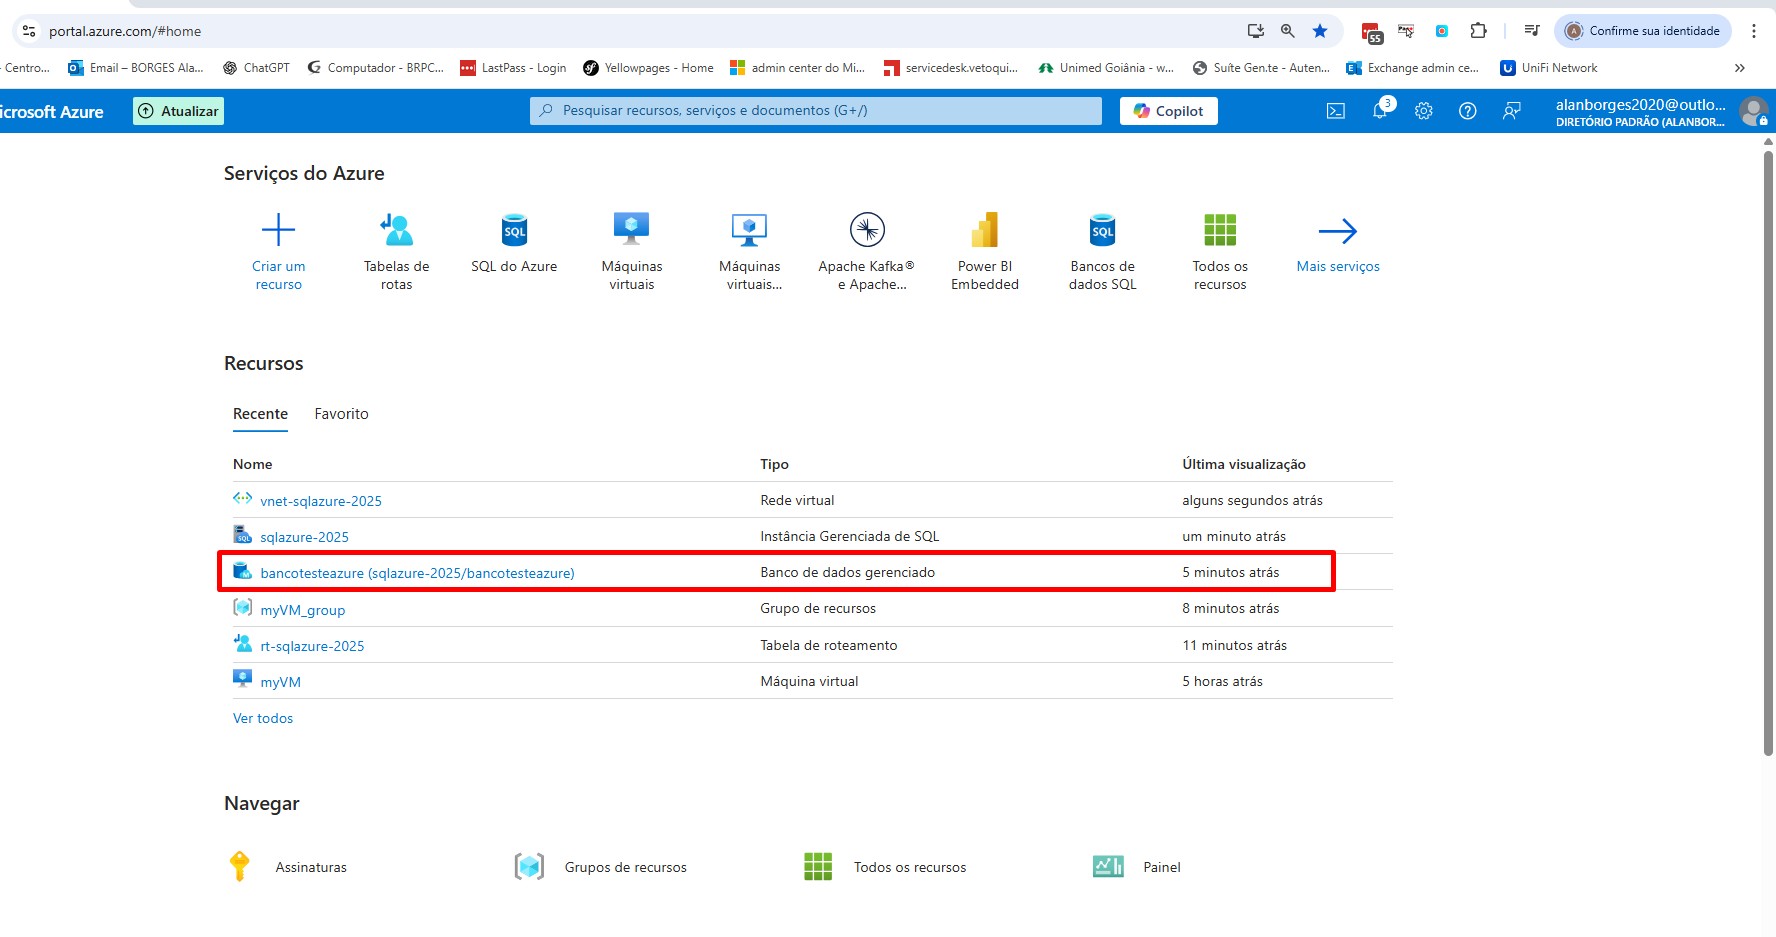 portal.azure.com/#home
55
A
Confirme sua identidade
Centro...
Email – BORGES Ala...
ChatGPT
Computador - BRPC...
LastPass - Login
Yellowpages - Home
admin center do Mi...
servicedesk.vetoqui...
Unimed Goiânia - w...
Suíte Gen.te - Auten...
Exchange admin ce...
UniFi Network
icrosoft Azure
Atualizar
Pesquisar recursos, serviços e documentos (G+/)
Copilot
3
alanborges2020@outlo...
DIRETÓRIO PADRÃO (ALANBOR...
Serviços do Azure
Criar um
recurso
Tabelas de
rotas
SQL
SQL do Azure
Máquinas
virtuais
Máquinas
virtuais...
Apache Kafka®
e Apache...
Power BI
Embedded
SQL
Bancos de
dados SQL
Todos os
recursos
Mais serviços
Recursos
Recente Favorito
Nome Tipo Última visualização
vnet-sqlazure-2025 Rede virtual alguns segundos atrás
sqlazure-2025 Instância Gerenciada de SQL um minuto atrás
bancotesteazure (sqlazure-2025/bancotesteazure) Banco de dados gerenciado 5 minutos atrás
myVM_group Grupo de recursos 8 minutos atrás
rt-sqlazure-2025 Tabela de roteamento 11 minutos atrás
myVM Máquina virtual 5 horas atrás
Ver todos
Navegar
Assinaturas Grupos de recursos Todos os recursos Painel